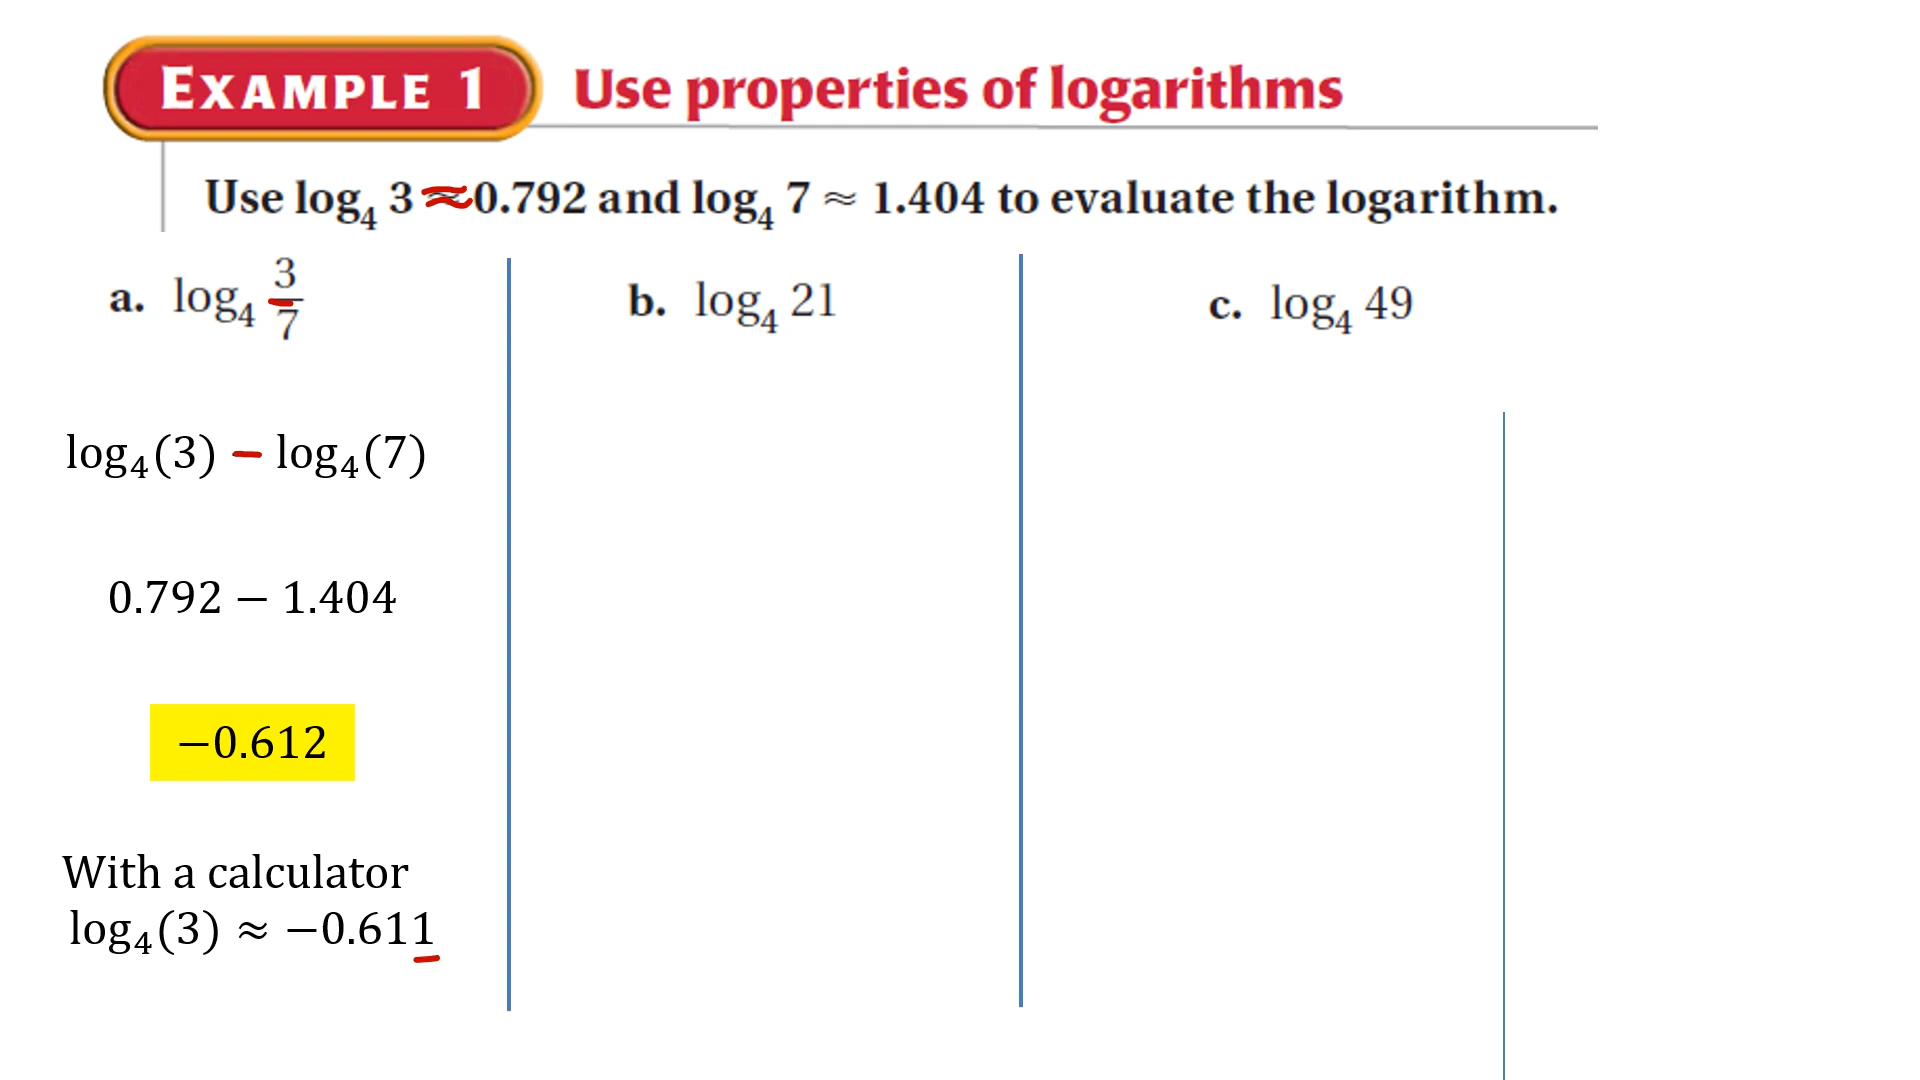 EXAMPLE 1 Use properties of logarithms
Use log₄ 3 ≈ 0.792 and log₄ 7 ≈ 1.404 to evaluate the logarithm.
a. log₄ 3/7
b. log₄ 21
c. log₄ 49
log₄(3) − log₄(7)
0.792 − 1.404
−0.612
With a calculator
log₄(3) ≈ −0.611